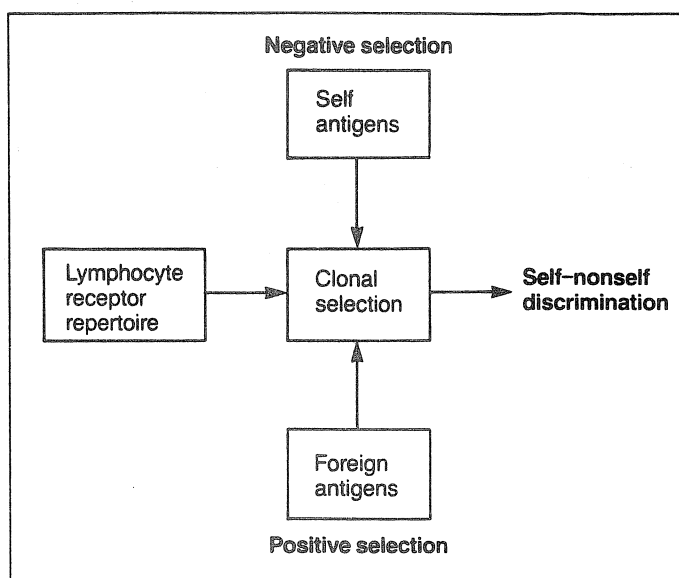 Negative selection
Self
antigens
Lymphocyte
receptor
repertoire
Clonal
selection
Self–nonself
discrimination
Foreign
antigens
Positive selection